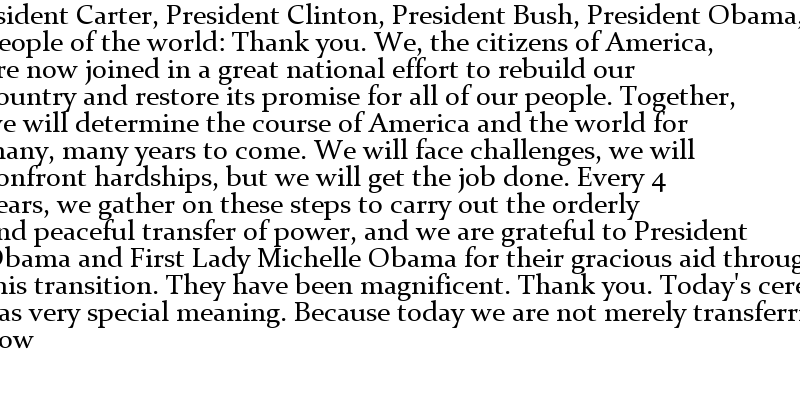 sident Carter, President Clinton, President Bush, President Obama,
eople of the world: Thank you. We, the citizens of America,
re now joined in a great national effort to rebuild our
ountry and restore its promise for all of our people. Together,
e will determine the course of America and the world for
any, many years to come. We will face challenges, we will
onfront hardships, but we will get the job done. Every 4
ears, we gather on these steps to carry out the orderly
nd peaceful transfer of power, and we are grateful to President
Obama and First Lady Michelle Obama for their gracious aid throug
his transition. They have been magnificent. Thank you. Today's cere
as very special meaning. Because today we are not merely transferri
ow